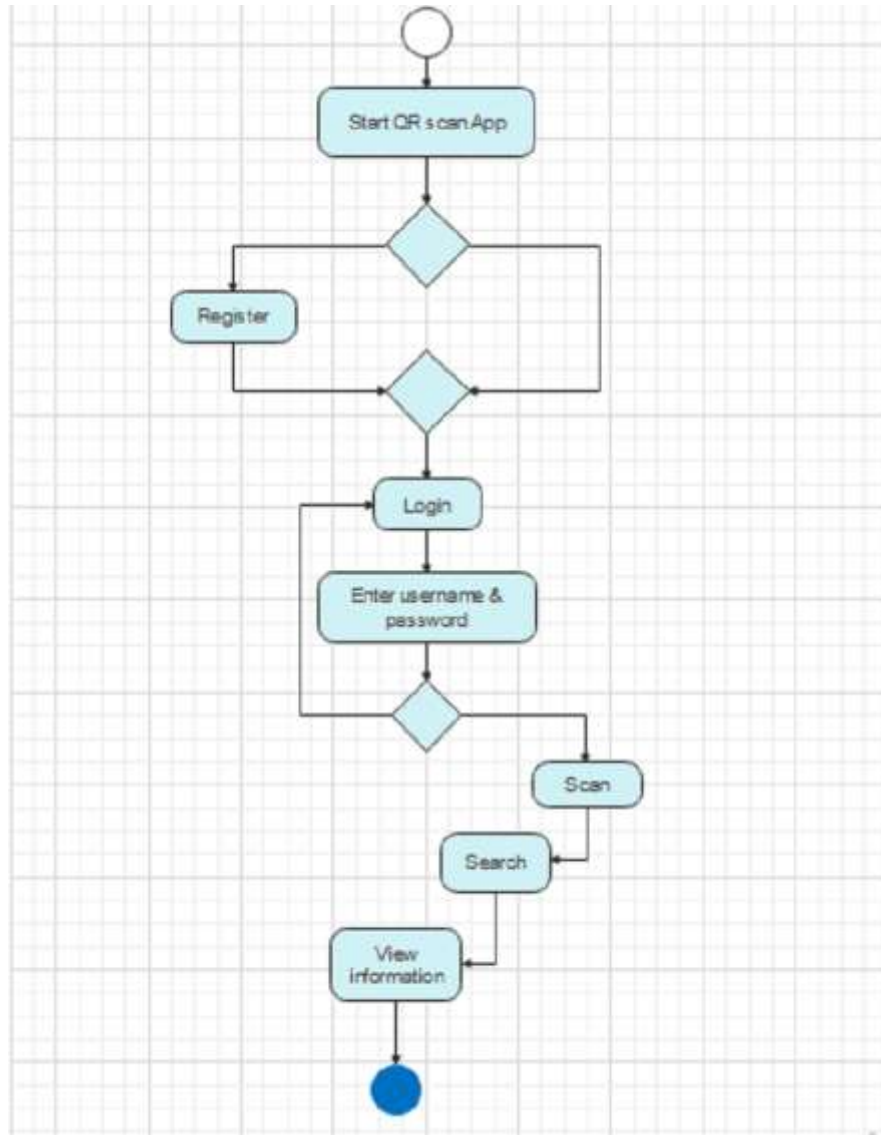 Start QR scan App
Register
Login
Enter username &
password
Scan
Search
View
information